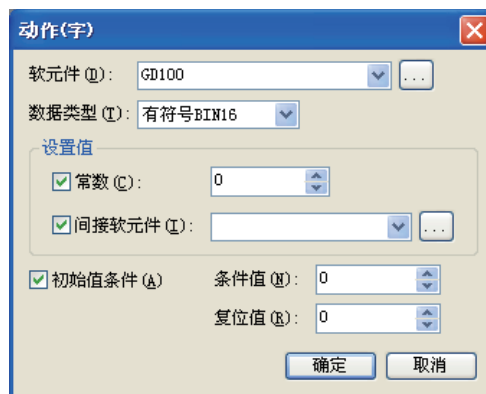 动作(字)
软元件(D): GD100 ...
数据类型(T): 有符号BIN16
设置值
常数(C): 0
间接软元件(I): ...
初始值条件(A) 条件值(N): 0
复位值(R): 0
确定 取消